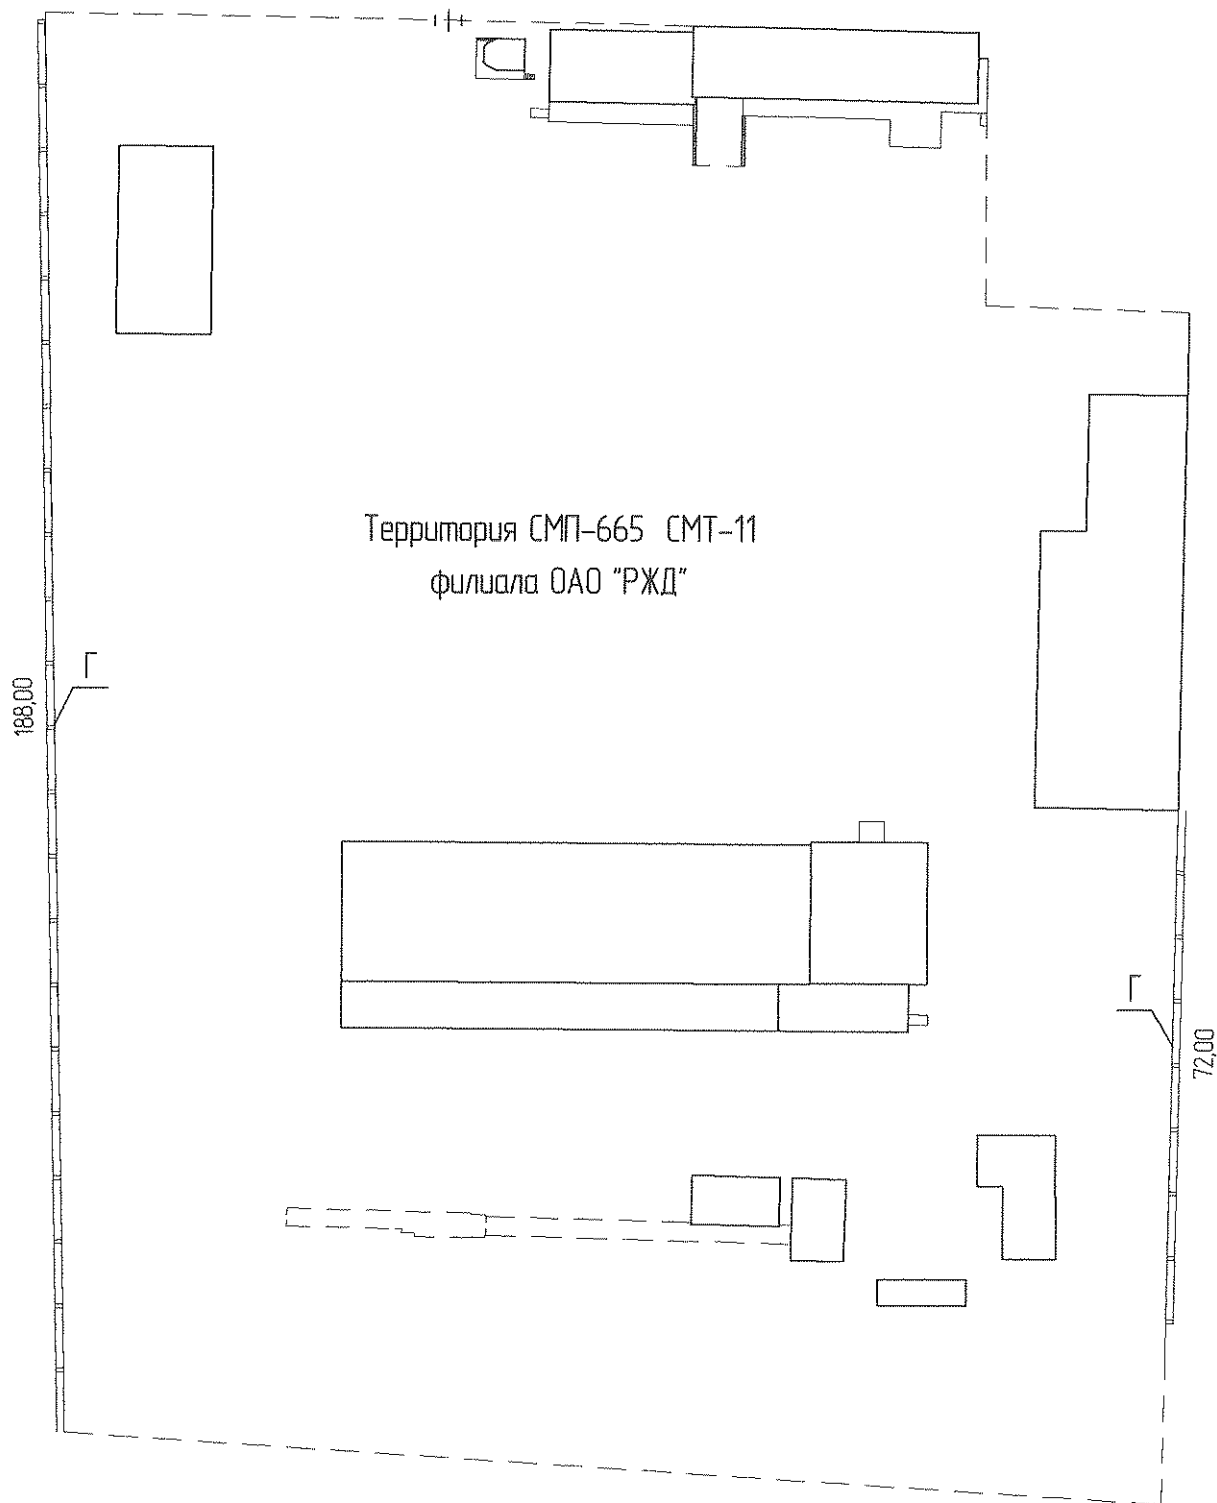 Территория СМП-665 СМТ-11
филиала ОАО "РЖД"
Г
188,00
Г
72,00